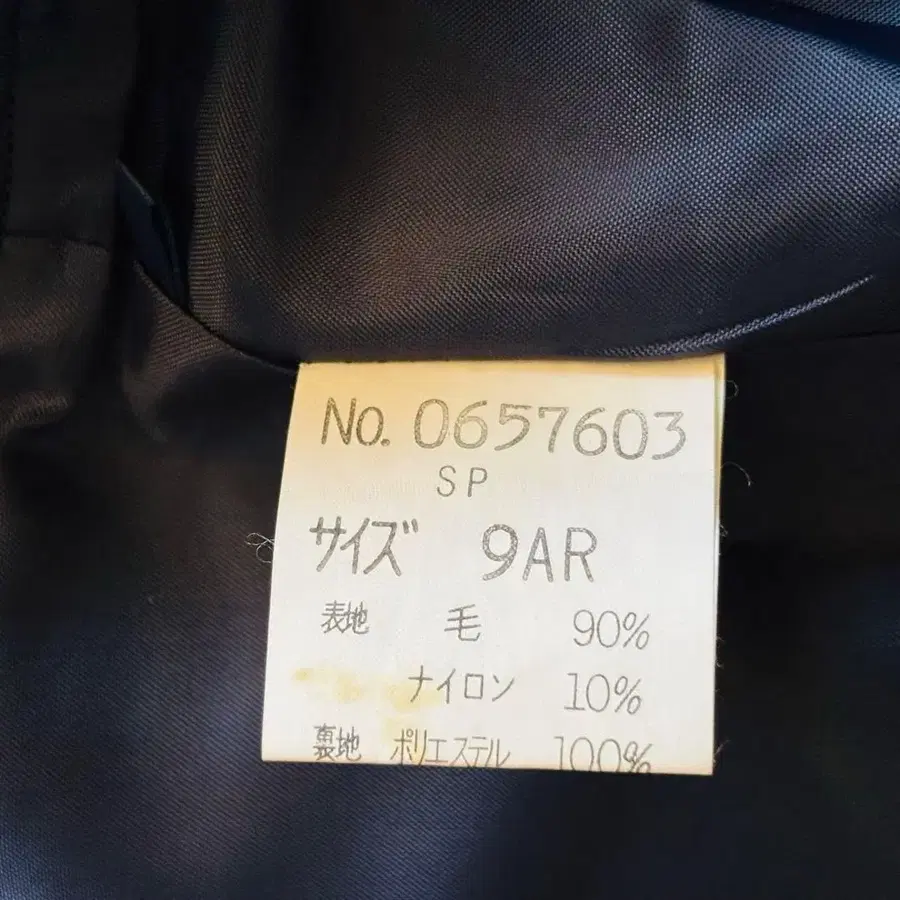 No. 0657603
SP
サイズ 9AR
表地 毛 90%
ナイロン 10%
裏地 ポリエステル 100%